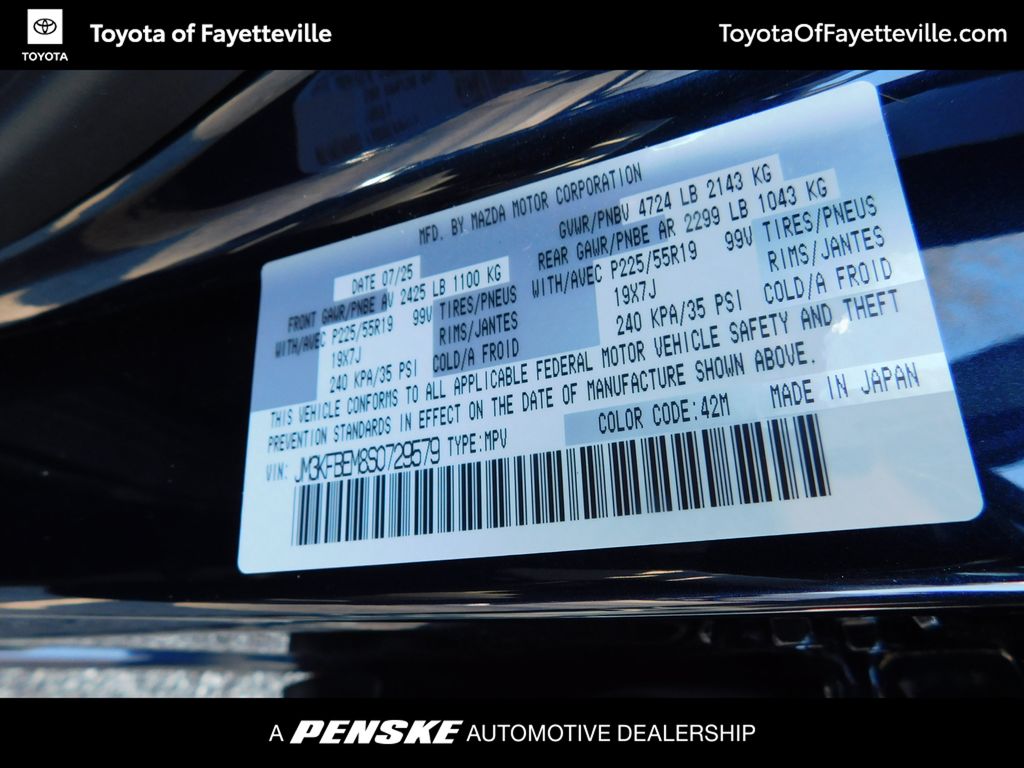 TOYOTA
Toyota of Fayetteville
ToyotaOfFayetteville.com
MFD. BY MAZDA MOTOR CORPORATION
DATE 07/25 GVWR/PNBV 4724 LB 2143 KG
FRONT GAWR/PNBE AV 2425 LB 1100 KG REAR GAWR/PNBE AR 2299 LB 1043 KG
WITH/AVEC P225/55R19 99V TIRES/PNEUS WITH/AVEC P225/55R19 99V TIRES/PNEUS
19X7J RIMS/JANTES 19X7J RIMS/JANTES
240 KPA/35 PSI COLD/A FROID 240 KPA/35 PSI COLD/A FROID
THIS VEHICLE CONFORMS TO ALL APPLICABLE FEDERAL MOTOR VEHICLE SAFETY AND THEFT
PREVENTION STANDARDS IN EFFECT ON THE DATE OF MANUFACTURE SHOWN ABOVE.
VIN: JM3KFBEM8S0729579 TYPE:MPV COLOR CODE:42M MADE IN JAPAN
A PENSKE AUTOMOTIVE DEALERSHIP